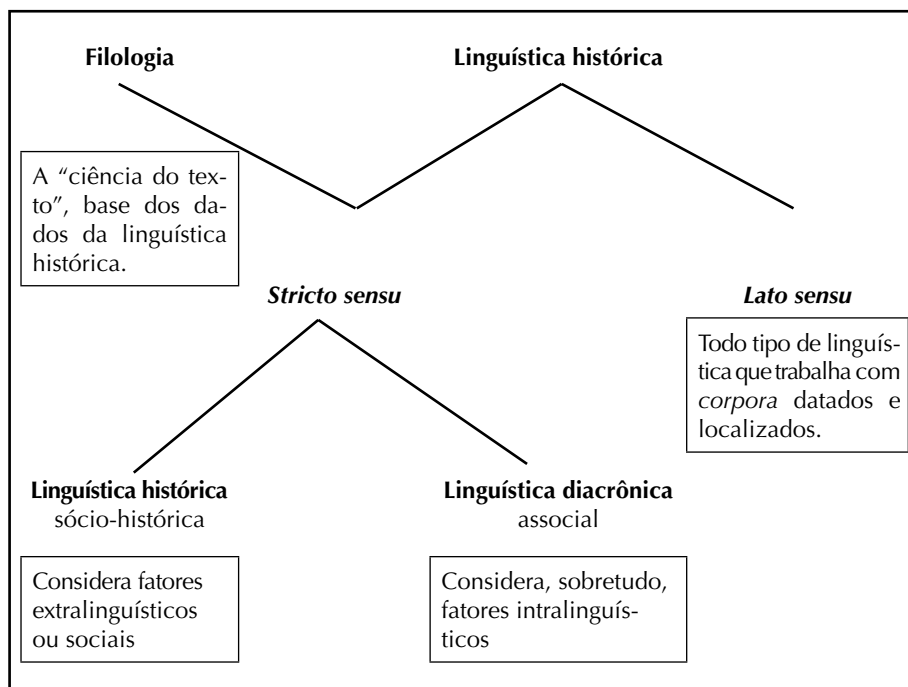 Filologia
Linguística histórica
A “ciência do tex-
to”, base dos da-
dos da linguística
histórica.
Stricto sensu
Lato sensu
Todo tipo de linguís-
tica que trabalha com
corpora datados e
localizados.
Linguística histórica
sócio-histórica
Linguística diacrônica
associal
Considera fatores
extralinguísticos
ou sociais
Considera, sobretudo,
fatores intralinguís-
ticos